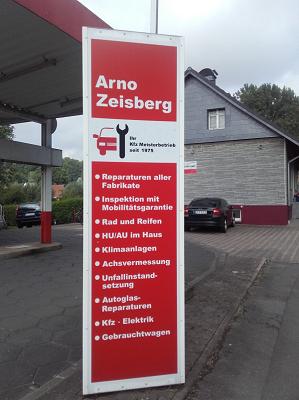 Arno
Zeisberg
Ihr
Kfz Meisterbetrieb
seit 1975
Reparaturen aller
Fabrikate
Inspektion mit
Mobilitätsgarantie
Rad und Reifen
HU/AU im Haus
Klimaanlagen
Achsvermessung
Unfallinstand-
setzung
Autoglas-
Reparaturen
Kfz - Elektrik
Gebrauchtwagen